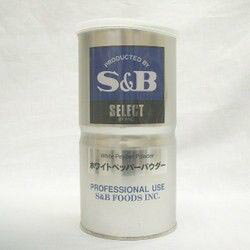 PRODUCED BY
S&B
SELECT
White Pepper Powder
ホワイトペッパーパウダー
PROFESSIONAL USE
S&B FOODS INC.